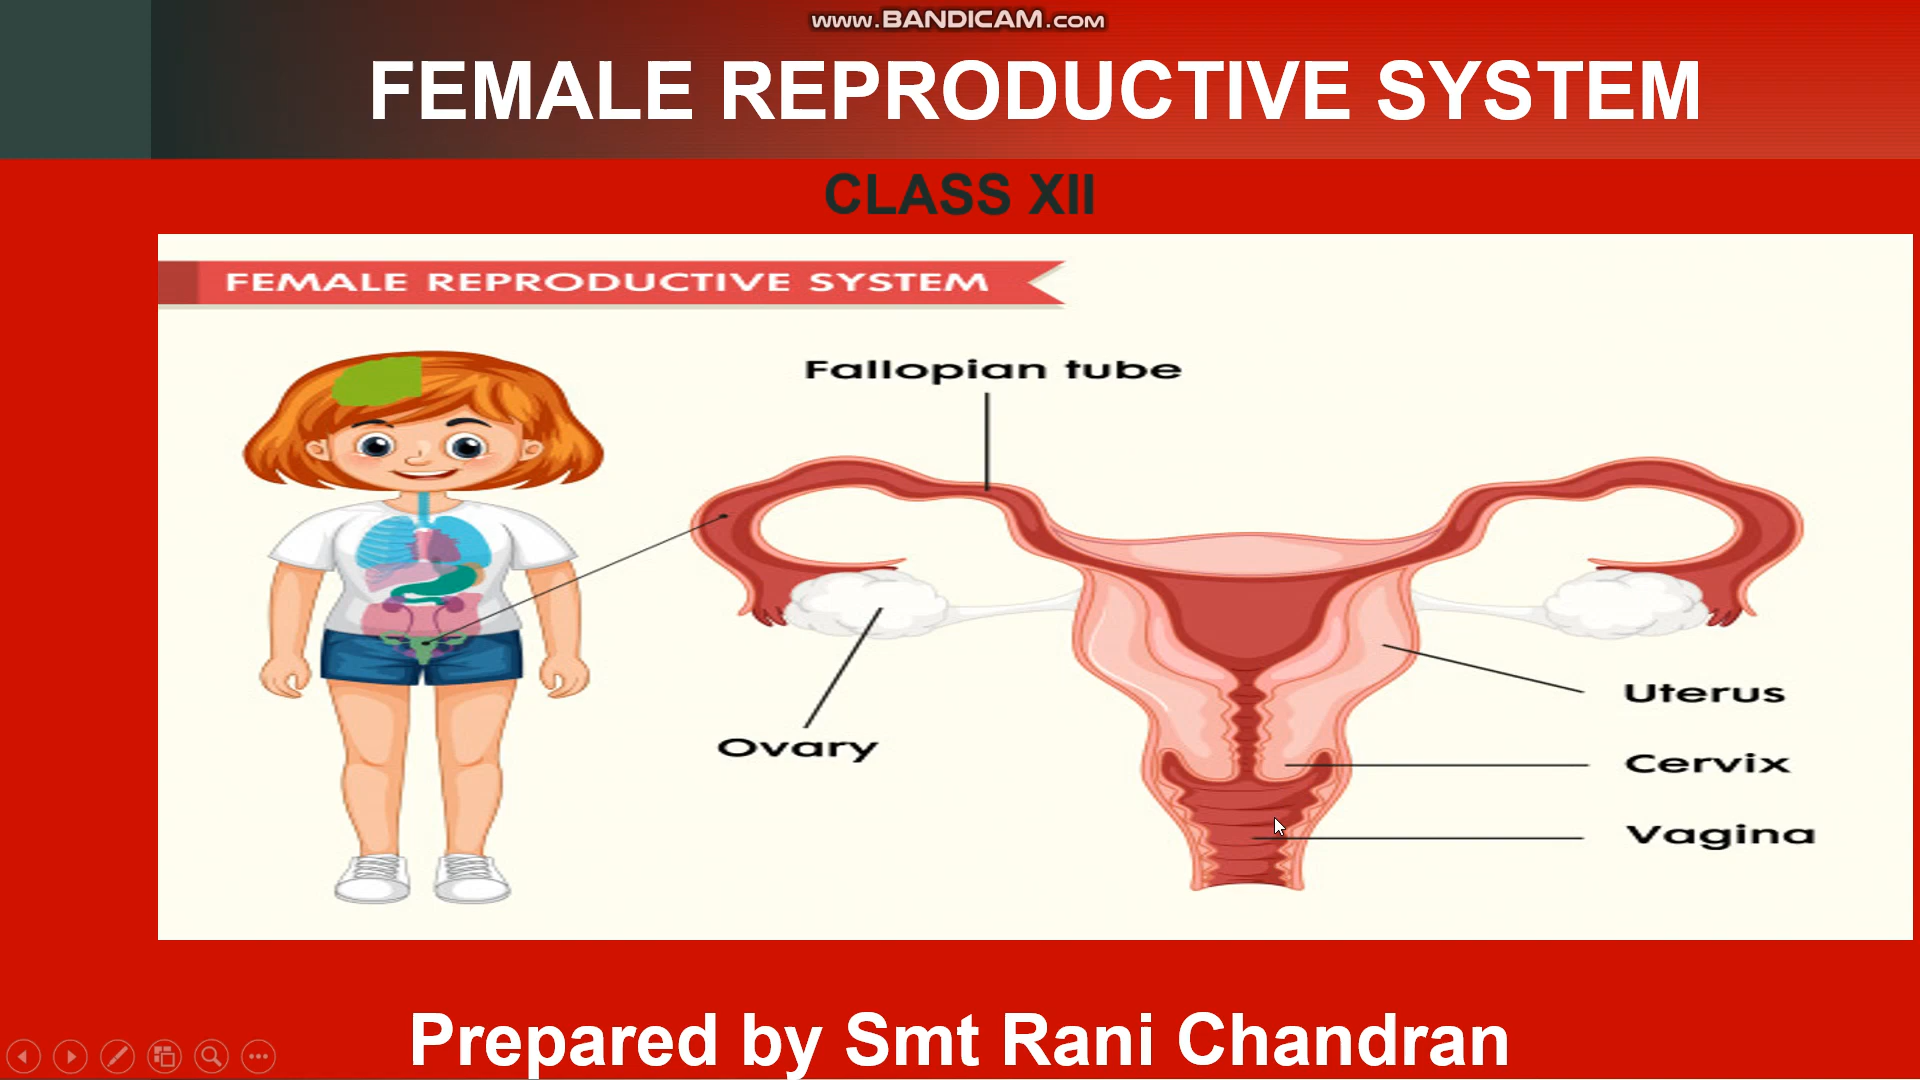 www.BANDICAM.com
FEMALE REPRODUCTIVE SYSTEM
CLASS XII
FEMALE REPRODUCTIVE SYSTEM
Fallopian tube
Ovary
Uterus
Cervix
Vagina
Prepared by Smt Rani Chandran